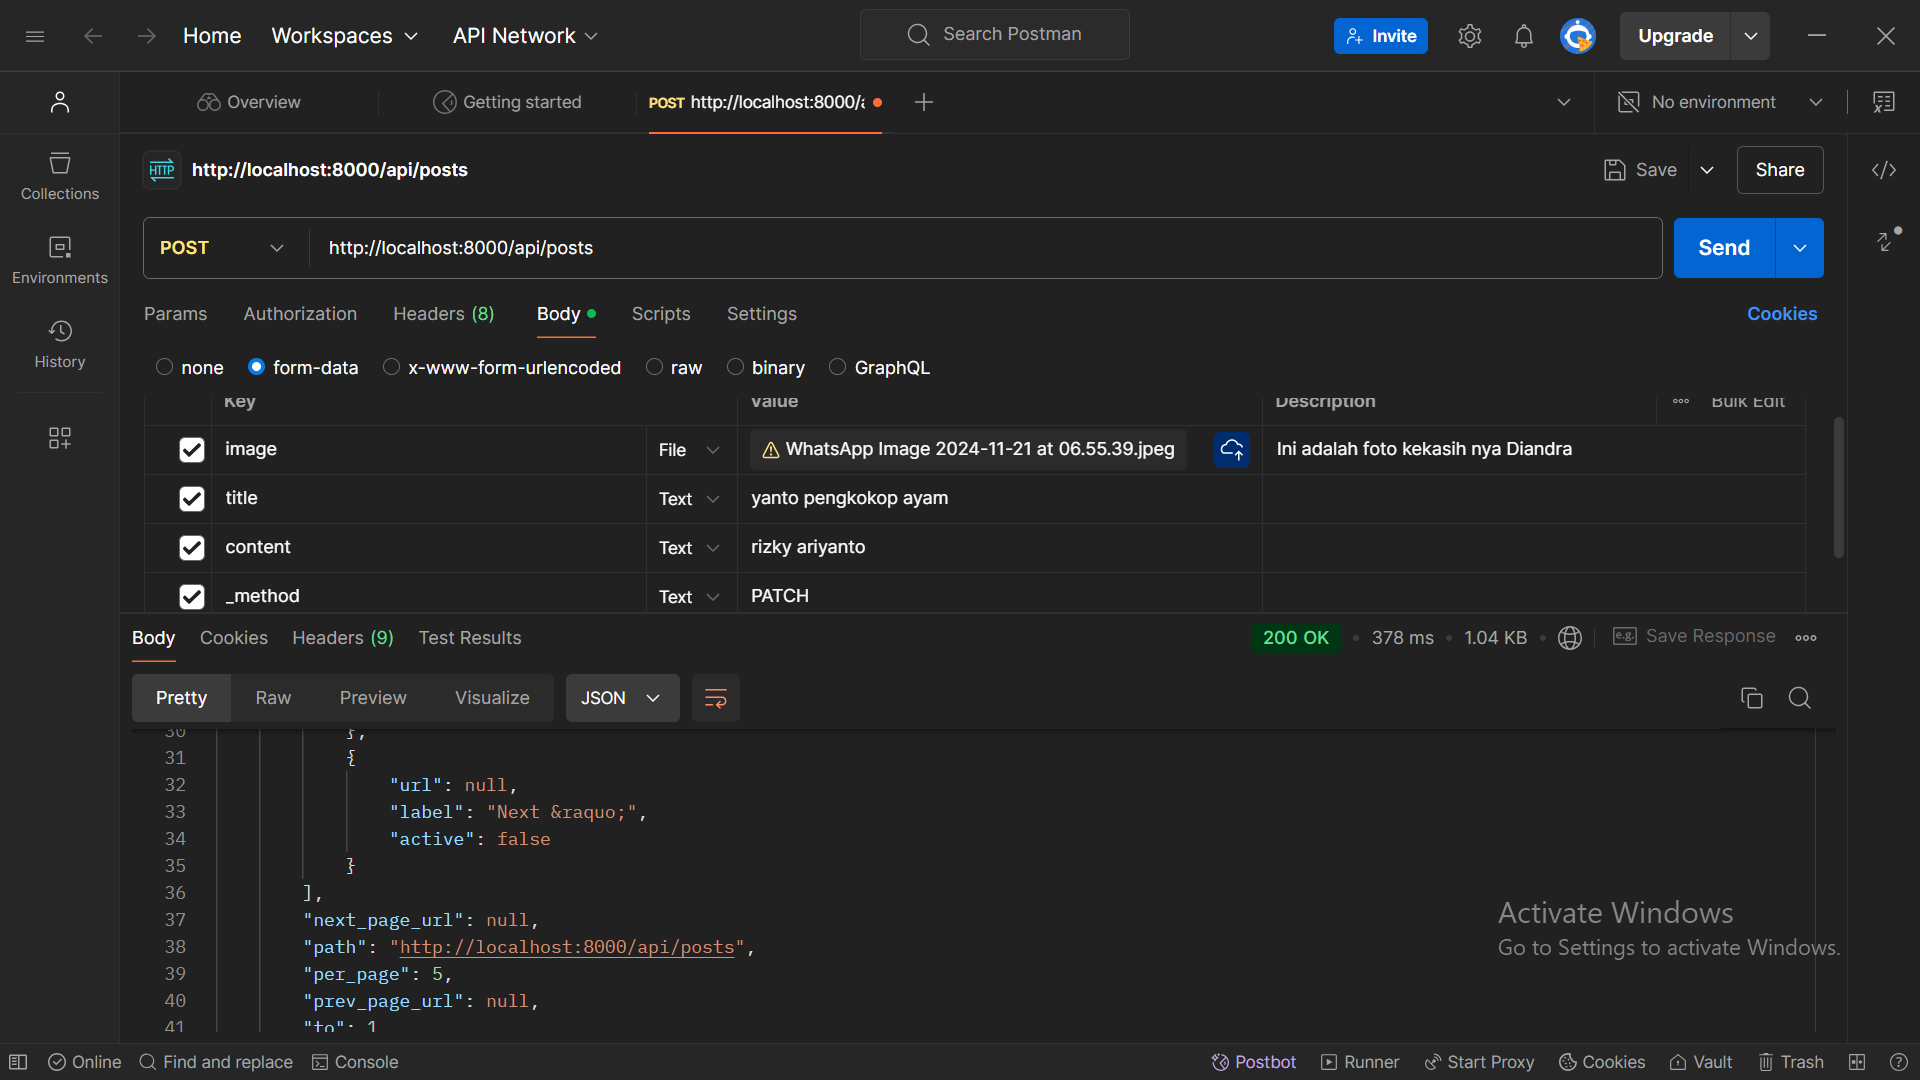 Home
Workspaces
API Network
Search Postman
Invite
Upgrade
Overview
Getting started
POST http://localhost:8000/a
No environment
HTTP http://localhost:8000/api/posts
Save
Share
Collections
Environments
History
POST
http://localhost:8000/api/posts
Send
Params
Authorization
Headers (8)
Body
Scripts
Settings
Cookies
none
form-data
x-www-form-urlencoded
raw
binary
GraphQL
Key
Value
Description
Bulk Edit
image
File
WhatsApp Image 2024-11-21 at 06.55.39.jpeg
Ini adalah foto kekasih nya Diandra
title
Text
yanto pengkokop ayam
content
Text
rizky ariyanto
_method
Text
PATCH
Body
Cookies
Headers (9)
Test Results
200 OK
378 ms
1.04 KB
e.g. Save Response
Pretty
Raw
Preview
Visualize
JSON
30 },
31 {
32 "url": null,
33 "label": "Next &raquo;",
34 "active": false
35 }
36 ],
37 "next_page_url": null,
38 "path": "http://localhost:8000/api/posts",
39 "per_page": 5,
40 "prev_page_url": null,
41 "to": 1
Activate Windows
Go to Settings to activate Windows.
Online
Find and replace
Console
Postbot
Runner
Start Proxy
Cookies
Vault
Trash